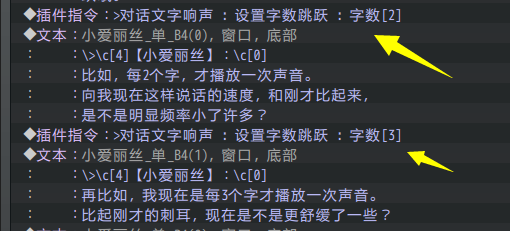 ◆插件指令:>对话文字响声 : 设置字数跳跃 : 字数[2]
◆文本:小爱丽丝_单_B4(0), 窗口, 底部
:    :\>\c[4]【小爱丽丝】:\c[0]
:    :比如，每2个字，才播放一次声音。
:    :向我现在这样说话的速度，和刚才比起来，
:    :是不是明显频率小了许多？
◆插件指令:>对话文字响声 : 设置字数跳跃 : 字数[3]
◆文本:小爱丽丝_单_B4(1), 窗口, 底部
:    :\>\c[4]【小爱丽丝】:\c[0]
:    :再比如，我现在是每3个字才播放一次声音。
:    :比起刚才的刺耳，现在是不是更舒缓了一些？